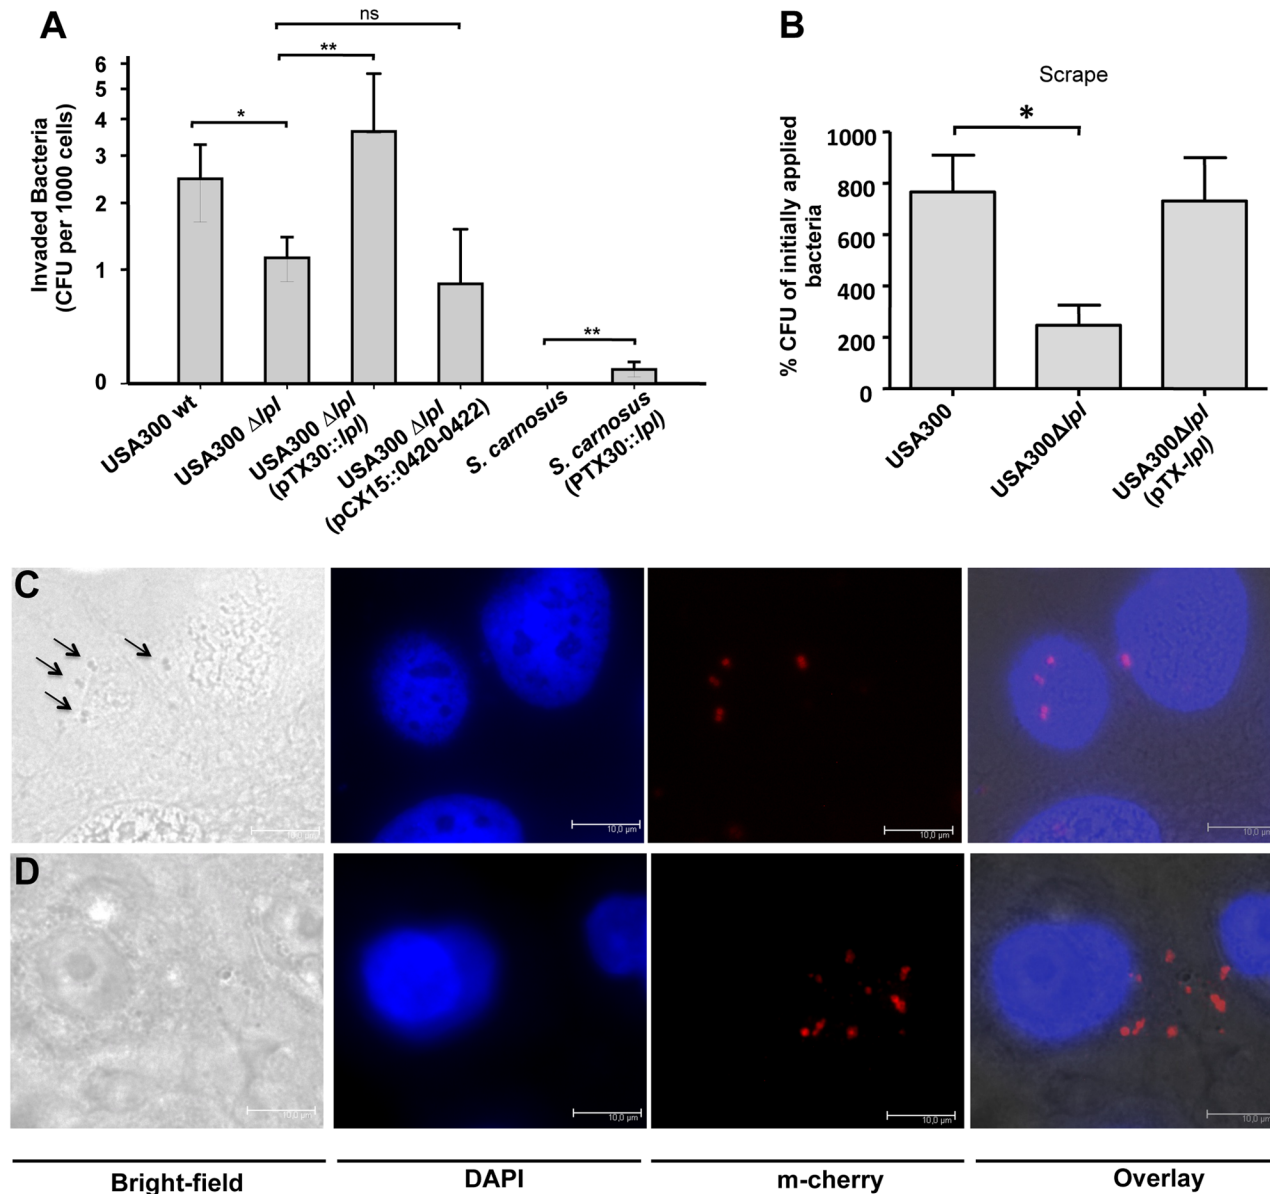 A
ns
**
*
**
6
5
4
3
2
1
0
Invaded Bacteria
(CFU per 1000 cells)
USA300 wt
USA300 Δlpl
USA300 Δlpl
(pTX30::lpl)
USA300 Δlpl
(pCX15::0420-0422)
S. carnosus
S. carnosus
(PTX30::lpl)
B
Scrape
*
1000
800
600
400
200
0
% CFU of initially applied
bacteria
USA300
USA300Δlpl
USA300Δlpl
(pTX-lpl)
C
10,0 µm
10,0 µm
10,0 µm
D
10,0 µm
10,0 µm
10,0 µm
10,0 µm
Bright-field
DAPI
m-cherry
Overlay